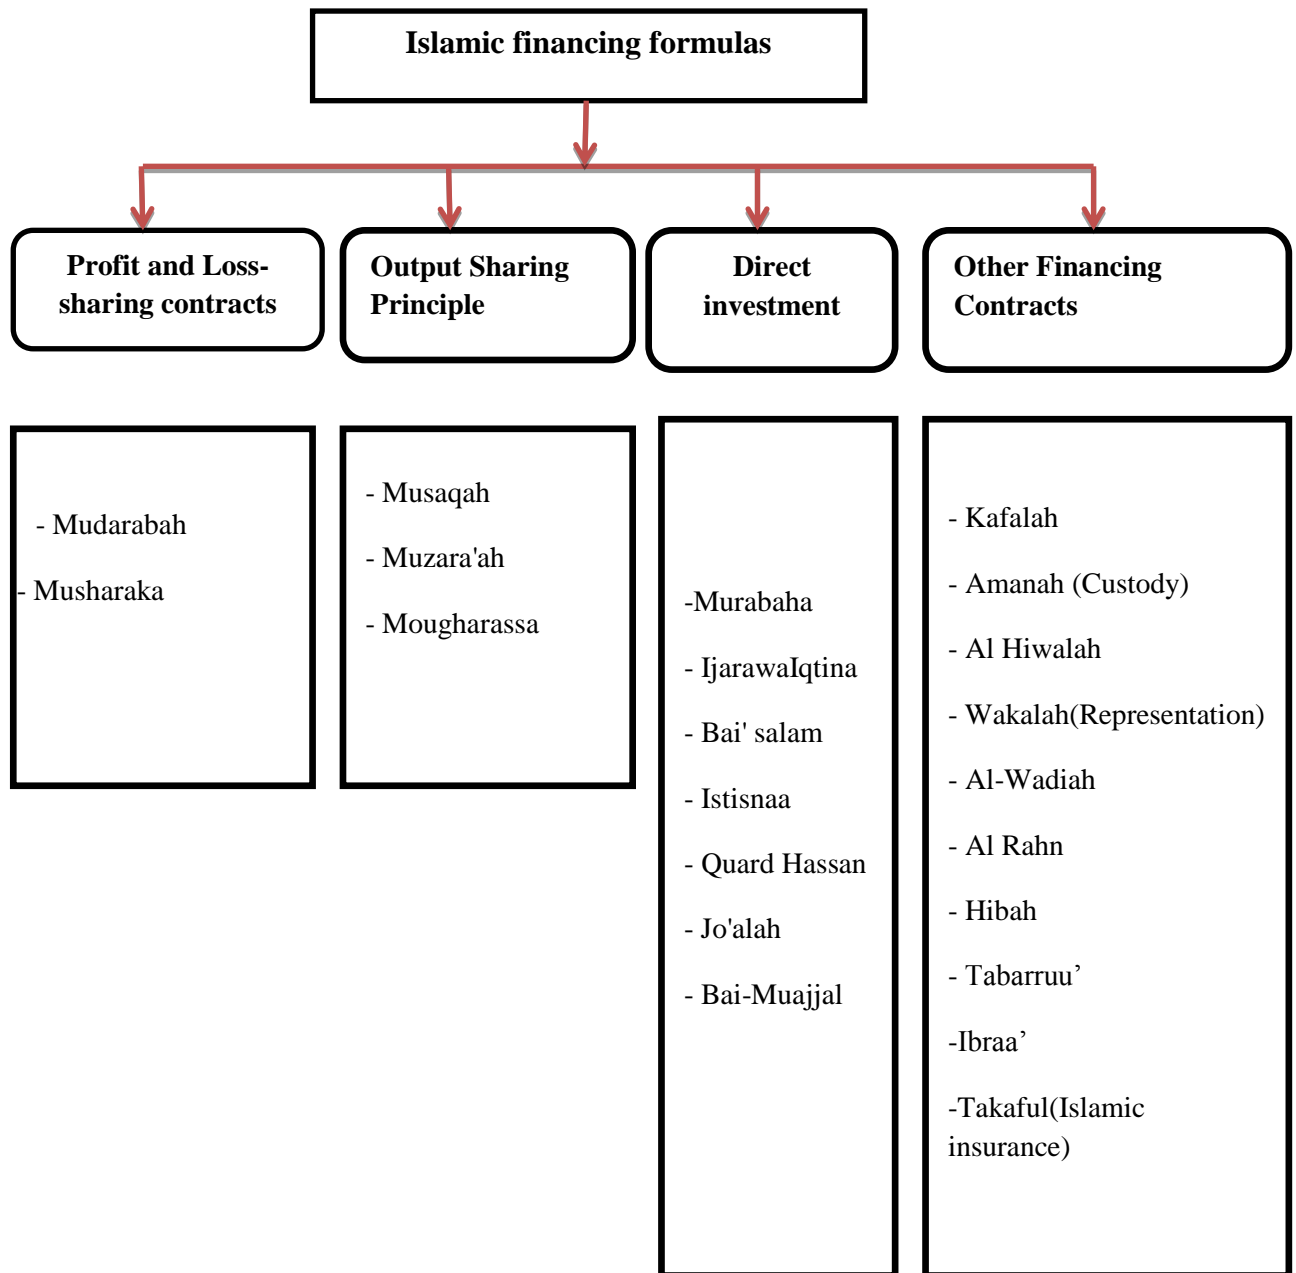 Islamic financing formulas
Profit and Loss-
sharing contracts
Output Sharing
Principle
Direct
investment
Other Financing
Contracts
- Mudarabah
- Musharaka
- Musaqah
- Muzara'ah
- Mougharassa
-Murabaha
- IjarawaIqtina
- Bai' salam
- Istisnaa
- Quard Hassan
- Jo'alah
- Bai-Muajjal
- Kafalah
- Amanah (Custody)
- Al Hiwalah
- Wakalah(Representation)
- Al-Wadiah
- Al Rahn
- Hibah
- Tabarruu’
-Ibraa’
-Takaful(Islamic
insurance)